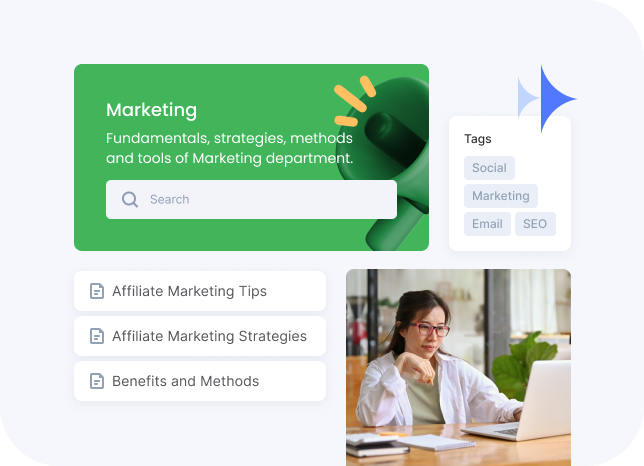 Marketing
Fundamentals, strategies, methods
and tools of Marketing department.
Search
Tags
Social
Marketing
Email SEO
Affiliate Marketing Tips
Affiliate Marketing Strategies
Benefits and Methods